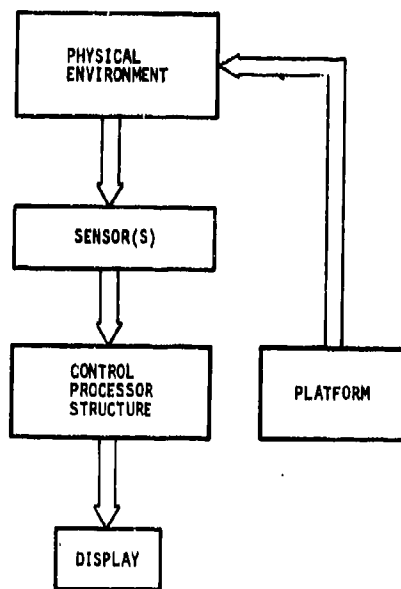 PHYSICAL
ENVIRONMENT
SENSOR(S)
CONTROL
PROCESSOR
STRUCTURE
PLATFORM
DISPLAY